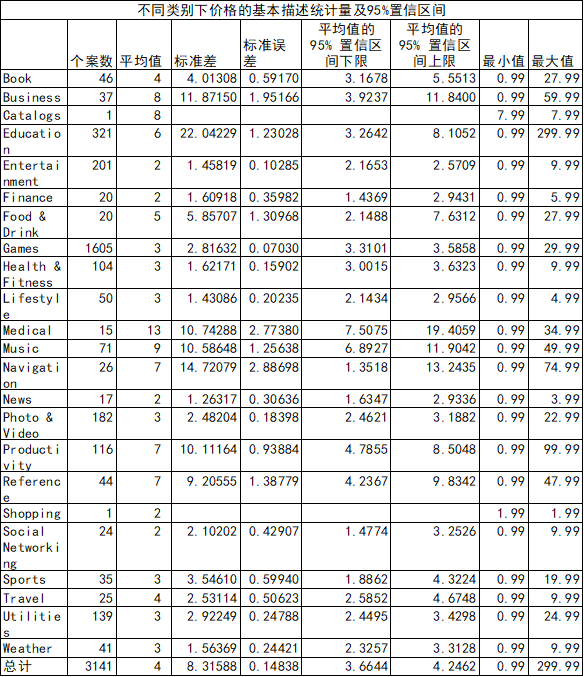 不同类别下价格的基本描述统计量及95%置信区间
个案数 平均值 标准差 标准误差 平均值的 95% 置信区间下限 平均值的 95% 置信区间上限 最小值 最大值
Book 46 4 4.01308 0.59170 3.1678 5.5513 0.99 27.99
Business 37 8 11.87150 1.95166 3.9237 11.8400 0.99 59.99
Catalogs 1 8 7.99 7.99
Education 321 6 22.04229 1.23028 3.2642 8.1052 0.99 299.99
Entertainment 201 2 1.45819 0.10285 2.1653 2.5709 0.99 9.99
Finance 20 2 1.60918 0.35982 1.4369 2.9431 0.99 5.99
Food & Drink 20 5 5.85707 1.30968 2.1488 7.6312 0.99 27.99
Games 1605 3 2.81632 0.07030 3.3101 3.5858 0.99 29.99
Health & Fitness 104 3 1.62171 0.15902 3.0015 3.6323 0.99 9.99
Lifestyle 50 3 1.43086 0.20235 2.1434 2.9566 0.99 4.99
Medical 15 13 10.74288 2.77380 7.5075 19.4059 0.99 34.99
Music 71 9 10.58648 1.25638 6.8927 11.9042 0.99 49.99
Navigation 26 7 14.72079 2.88698 1.3518 13.2435 0.99 74.99
News 17 2 1.26317 0.30636 1.6347 2.9336 0.99 3.99
Photo & Video 182 3 2.48204 0.18398 2.4621 3.1882 0.99 22.99
Productivity 116 7 10.11164 0.93884 4.7855 8.5048 0.99 99.99
Reference 44 7 9.20555 1.38779 4.2367 9.8342 0.99 47.99
Shopping 1 2 1.99 1.99
Social Networking 24 2 2.10202 0.42907 1.4774 3.2526 0.99 9.99
Sports 35 3 3.54610 0.59940 1.8862 4.3224 0.99 19.99
Travel 25 4 2.53114 0.50623 2.5852 4.6748 0.99 9.99
Utilities 139 3 2.92249 0.24788 2.4495 3.4298 0.99 24.99
Weather 41 3 1.56369 0.24421 2.3257 3.3128 0.99 9.99
总计 3141 4 8.31588 0.14838 3.6644 4.2462 0.99 299.99